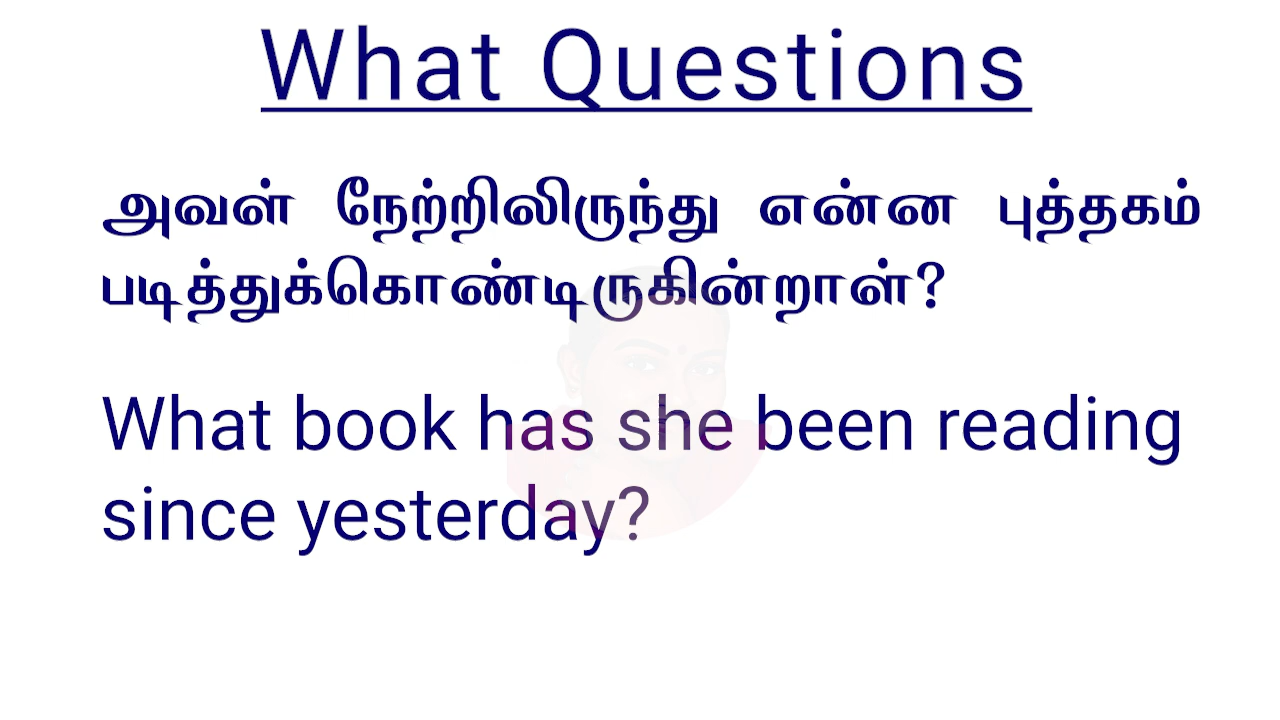 What Questions
அவள் நேற்றிலிருந்து என்ன புத்தகம்
படித்துக்கொண்டிருகின்றாள்?
What book has she been reading
since yesterday?